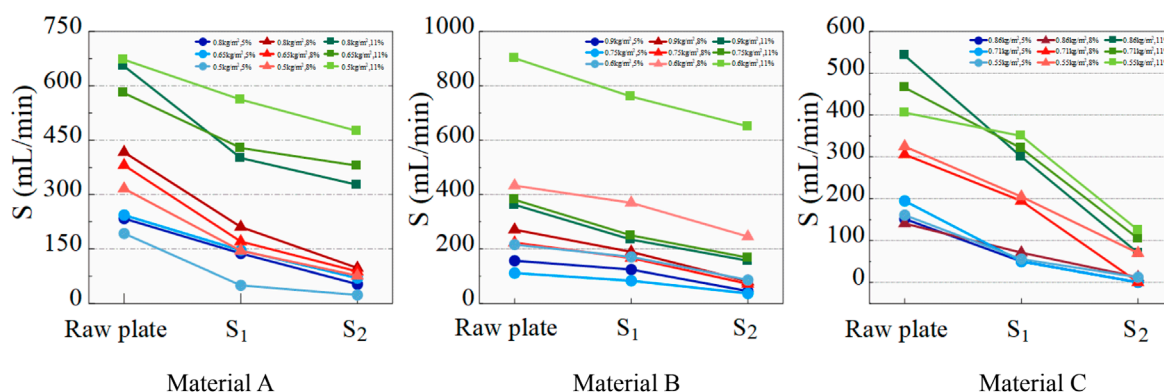 750
600
450
300
150
0
S (mL/min)
0.8kg/m²,5% 0.8kg/m²,8% 0.8kg/m²,11%
0.65kg/m²,5% 0.65kg/m²,8% 0.65kg/m²,11%
0.5kg/m²,5% 0.5kg/m²,8% 0.5kg/m²,11%
Raw plate S₁ S₂
Material A
1000
800
600
400
200
0
S (mL/min)
0.9kg/m²,5% 0.9kg/m²,8% 0.9kg/m²,11%
0.75kg/m²,5% 0.75kg/m²,8% 0.75kg/m²,11%
0.6kg/m²,5% 0.6kg/m²,8% 0.6kg/m²,11%
Raw plate S₁ S₂
Material B
600
500
400
300
200
100
0
S (mL/min)
0.86kg/m²,5% 0.86kg/m²,8% 0.86kg/m²,11%
0.71kg/m²,5% 0.71kg/m²,8% 0.71kg/m²,11%
0.55kg/m²,5% 0.55kg/m²,8% 0.55kg/m²,11%
Raw plate S₁ S₂
Material C